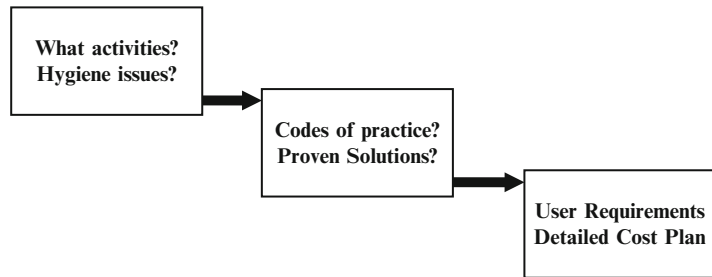 What activities?
Hygiene issues?
Codes of practice?
Proven Solutions?
User Requirements
Detailed Cost Plan